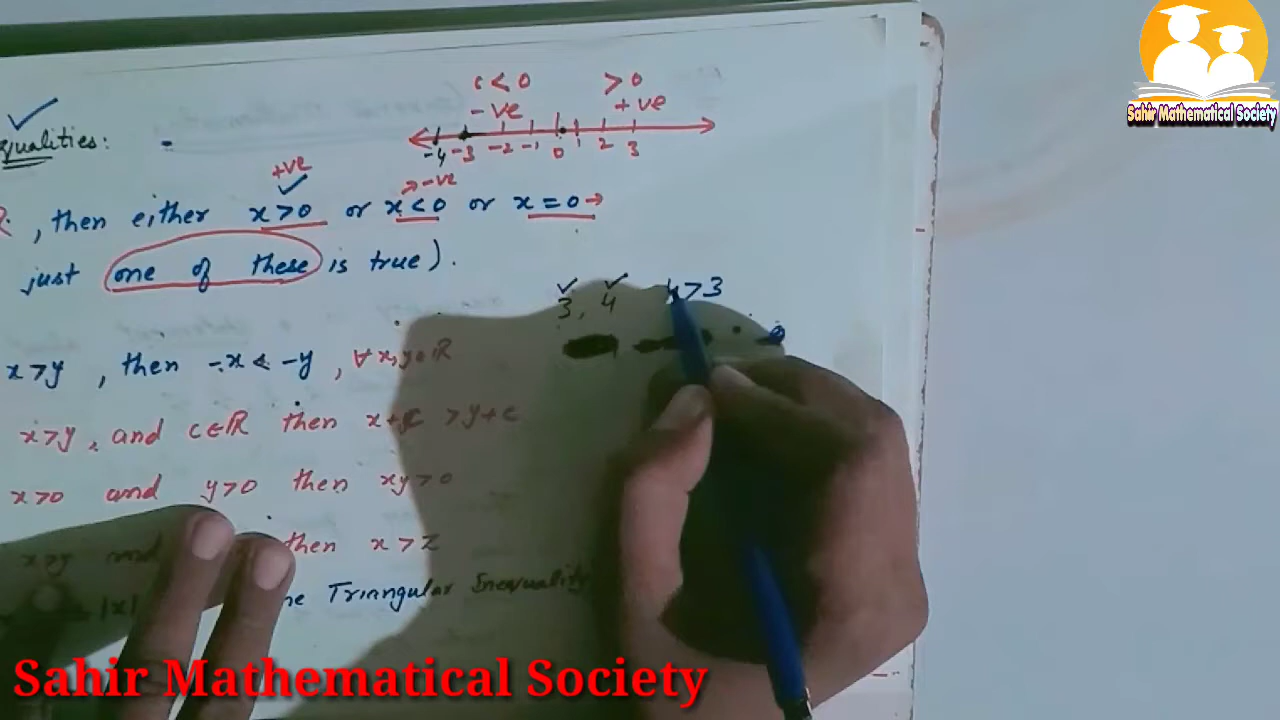 c < 0 > 0
-ve +ve
-4 -3 -2 -1 0 1 2 3
qualities: -
+ve
→ -ve
R , then either x > 0 or x < 0 or x = 0 →
just one of these is true).
3, 4 4 > 3
x > y , then -x < -y , ∀ x, y ∈ R
x > y, and c ∈ R then x + c > y + c
x > 0 and y > 0 then xy > 0
x > y and then x > z
|x| Triangular Inequality
Sahir Mathematical Society
Sahir Mathematical Society